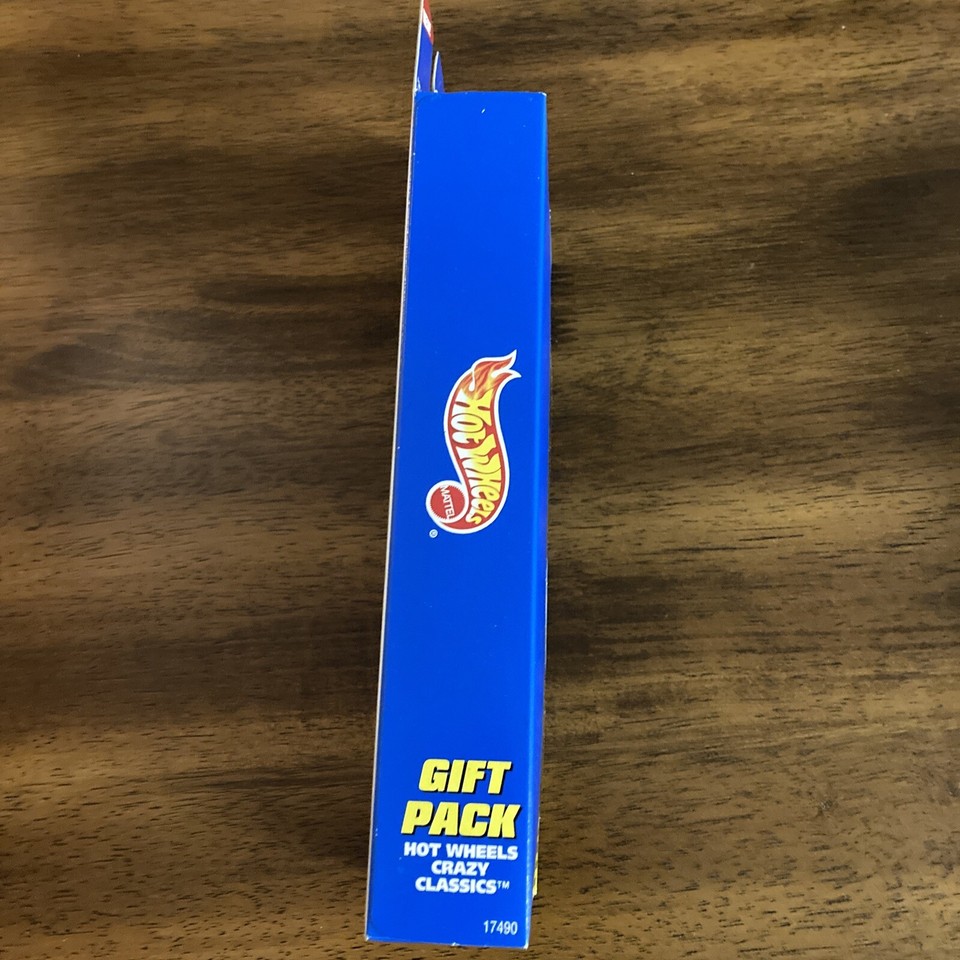 Hot Wheels
MATTEL
®
GIFT
PACK
HOT WHEELS
CRAZY
CLASSICS™
17490